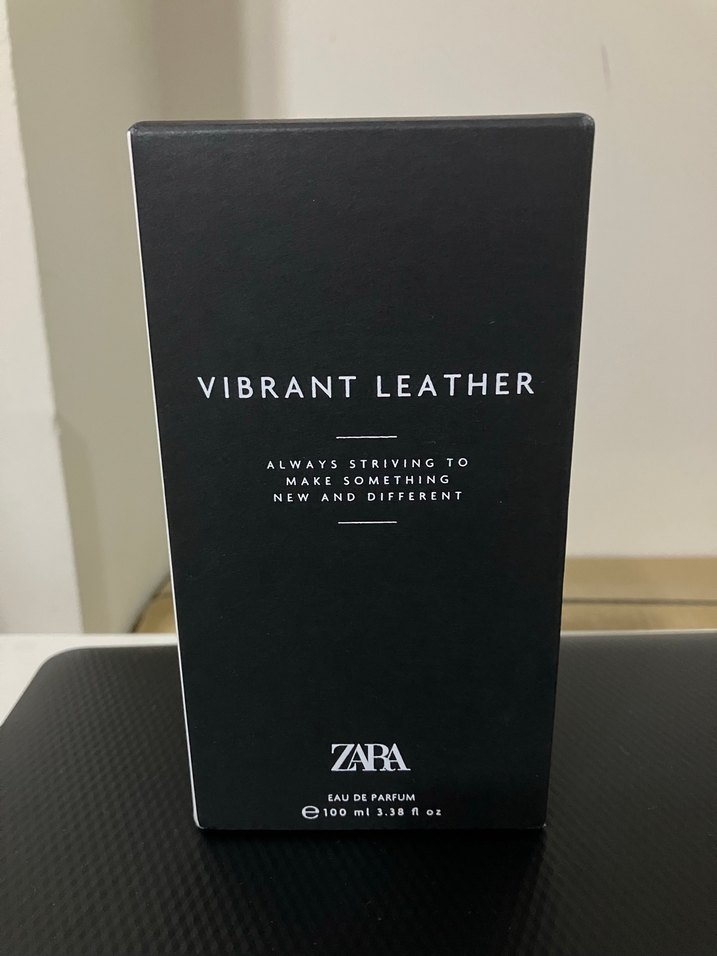 VIBRANT LEATHER
ALWAYS STRIVING TO
MAKE SOMETHING
NEW AND DIFFERENT
ZARA
EAU DE PARFUM
℮100 ml 3.38 fl oz